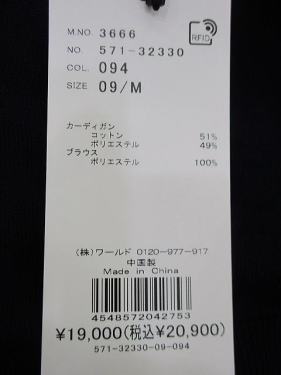 M.NO. 3666
RFID
NO. 571-32330
COL. 094
SIZE 09/M
カーディガン
コットン 51%
ポリエステル 49%
ブラウス
ポリエステル 100%
(株)ワールド 0120-977-917
中国製
Made in China
4548572042753
¥19,000(税込¥20,900)
571-32330-09-094